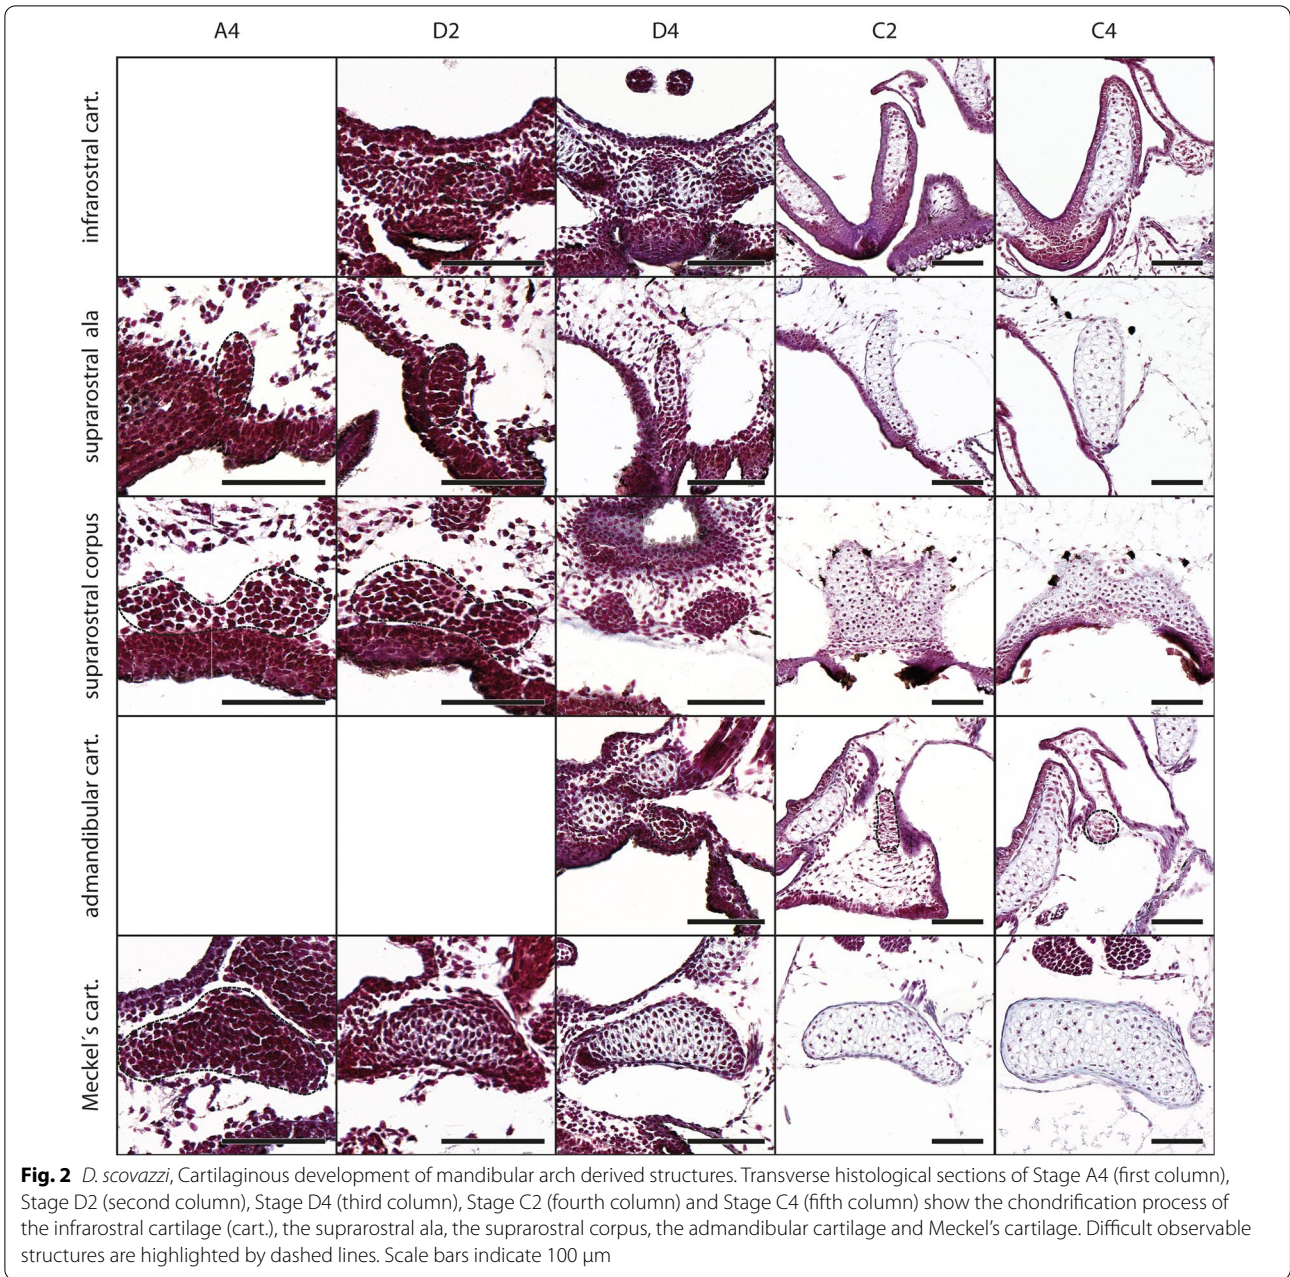 A4 D2 D4 C2 C4
infrarostral cart.
suprarostral ala
suprarostral corpus
admandibular cart.
Meckel´s cart.
Fig. 2 D. scovazzi, Cartilaginous development of mandibular arch derived structures. Transverse histological sections of Stage A4 (first column),
Stage D2 (second column), Stage D4 (third column), Stage C2 (fourth column) and Stage C4 (fifth column) show the chondrification process of
the infrarostral cartilage (cart.), the suprarostral ala, the suprarostral corpus, the admandibular cartilage and Meckel's cartilage. Difficult observable
structures are highlighted by dashed lines. Scale bars indicate 100 µm